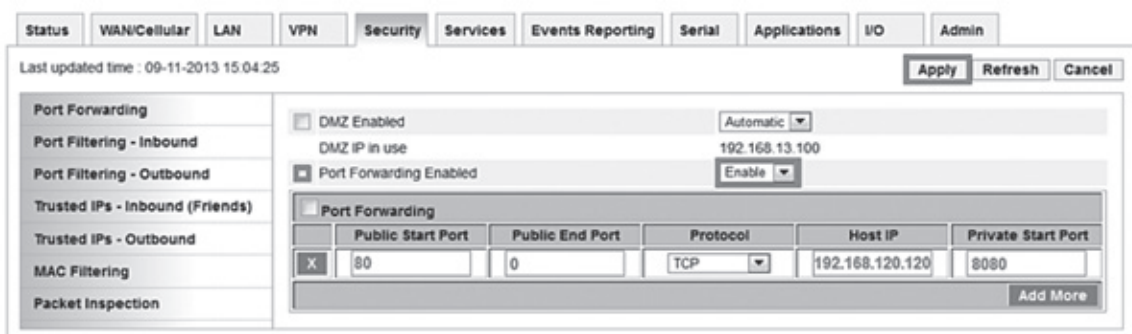 Status WAN/Cellular LAN VPN Security Services Events Reporting Serial Applications I/O Admin
Last updated time : 09-11-2013 15:04:25
Apply Refresh Cancel
Port Forwarding
Port Filtering - Inbound
Port Filtering - Outbound
Trusted IPs - Inbound (Friends)
Trusted IPs - Outbound
MAC Filtering
Packet Inspection
DMZ Enabled Automatic
DMZ IP in use 192.168.13.100
Port Forwarding Enabled Enable
Port Forwarding
Public Start Port Public End Port Protocol Host IP Private Start Port
X 80 0 TCP 192.168.120.120 8080
Add More